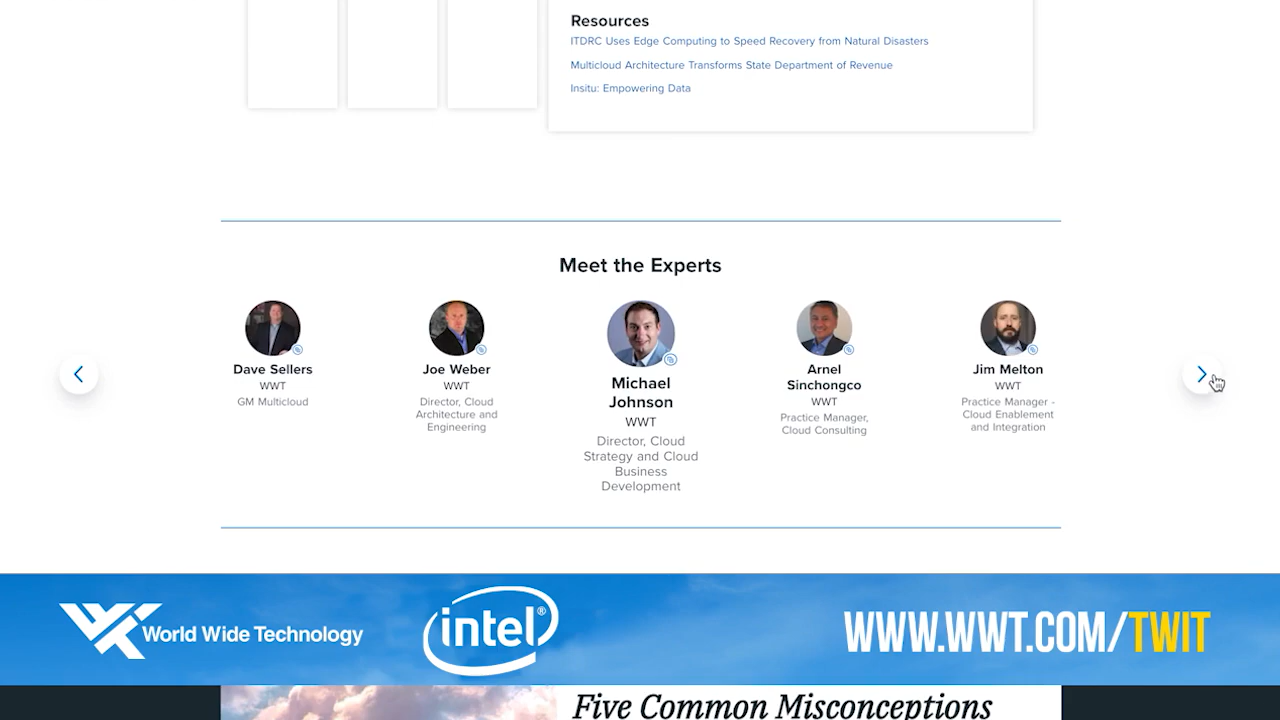 Resources
ITDRC Uses Edge Computing to Speed Recovery from Natural Disasters
Multicloud Architecture Transforms State Department of Revenue
Insitu: Empowering Data
Meet the Experts
Dave Sellers
WWT
GM Multicloud
Joe Weber
WWT
Director, Cloud
Architecture and
Engineering
Michael
Johnson
WWT
Director, Cloud
Strategy and Cloud
Business
Development
Arnel
Sinchongco
WWT
Practice Manager,
Cloud Consulting
Jim Melton
WWT
Practice Manager -
Cloud Enablement
and Integration
World Wide Technology
intel®
WWW.WWT.COM/TWIT
Five Common Misconceptions